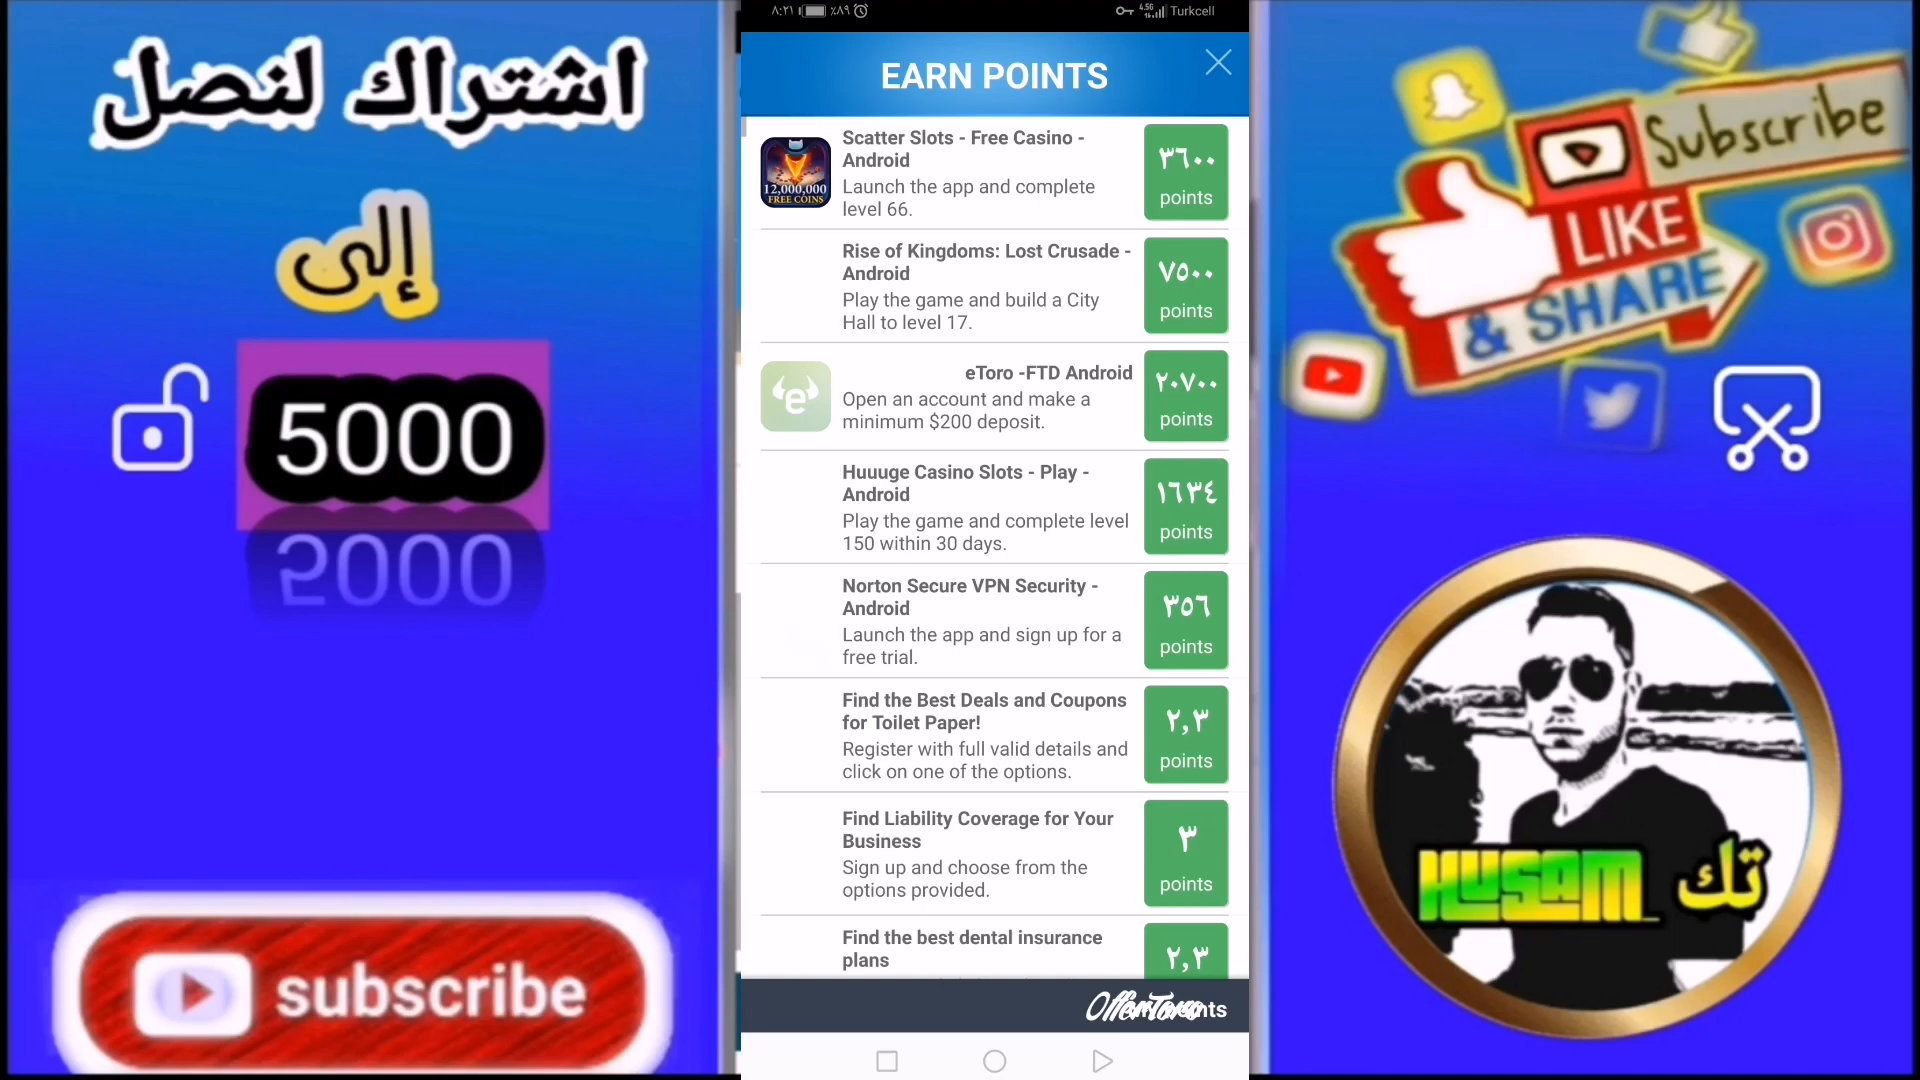 اشتراك لنصل
إلى
5000
5000
subscribe
٨:٢١
٪٨٩
4.5G
Turkcell
EARN POINTS
12,000,000
FREE COINS
Scatter Slots - Free Casino -
Android
Launch the app and complete
level 66.
٣٦٠٠
points
Rise of Kingdoms: Lost Crusade -
Android
Play the game and build a City
Hall to level 17.
٧٥٠٠
points
e
eToro -FTD Android
Open an account and make a
minimum $200 deposit.
٢٠٧٠٠
points
Huuuge Casino Slots - Play -
Android
Play the game and complete level
150 within 30 days.
١٦٣٤
points
Norton Secure VPN Security -
Android
Launch the app and sign up for a
free trial.
٣٥٦
points
Find the Best Deals and Coupons
for Toilet Paper!
Register with full valid details and
click on one of the options.
٢,٣
points
Find Liability Coverage for Your
Business
Sign up and choose from the
options provided.
٣
points
Find the best dental insurance
plans
٢,٣
OfferToro
Subscribe
LIKE
& SHARE
HUSAM تك